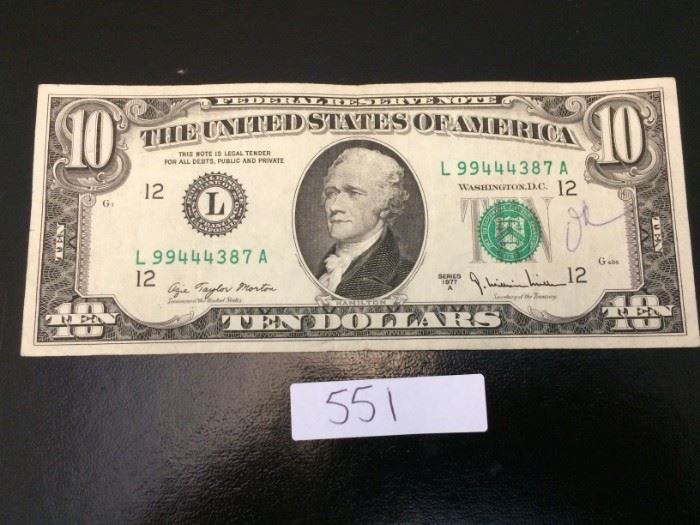 FEDERAL RESERVE NOTE
10 THE UNITED STATES OF AMERICA 10
THIS NOTE IS LEGAL TENDER
FOR ALL DEBTS, PUBLIC AND PRIVATE
L 99444387 A
WASHINGTON, D.C.
12
12
G
L
TEN
TEN
TEN
L 99444387 A
12
12
SERIES
1977
A
Azie Taylor Morton
Treasurer of the United States
Secretary of the Treasury
HAMILTON
TEN
10
TEN DOLLARS
TEN
10
551